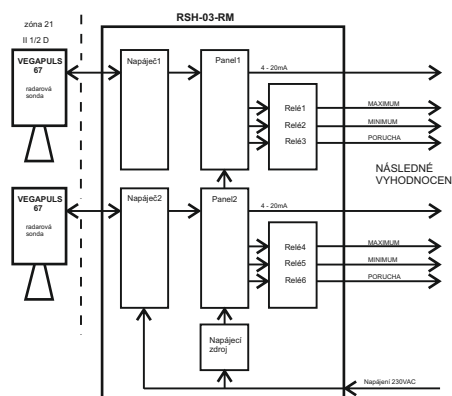 RSH-03-RM
zóna 21
II 1/2 D
VEGAPULS
67
radarová
sonda
Napáječ1
Panel1
4 - 20mA
Relé1
Relé2
Relé3
MAXIMUM
MINIMUM
PORUCHA
NÁSLEDNÉ
VYHODNOCEN
VEGAPULS
67
radarová
sonda
Napáječ2
Panel2
4 - 20mA
Relé4
Relé5
Relé6
MAXIMUM
MINIMUM
PORUCHA
Napájecí
zdroj
Napájení 230VAC